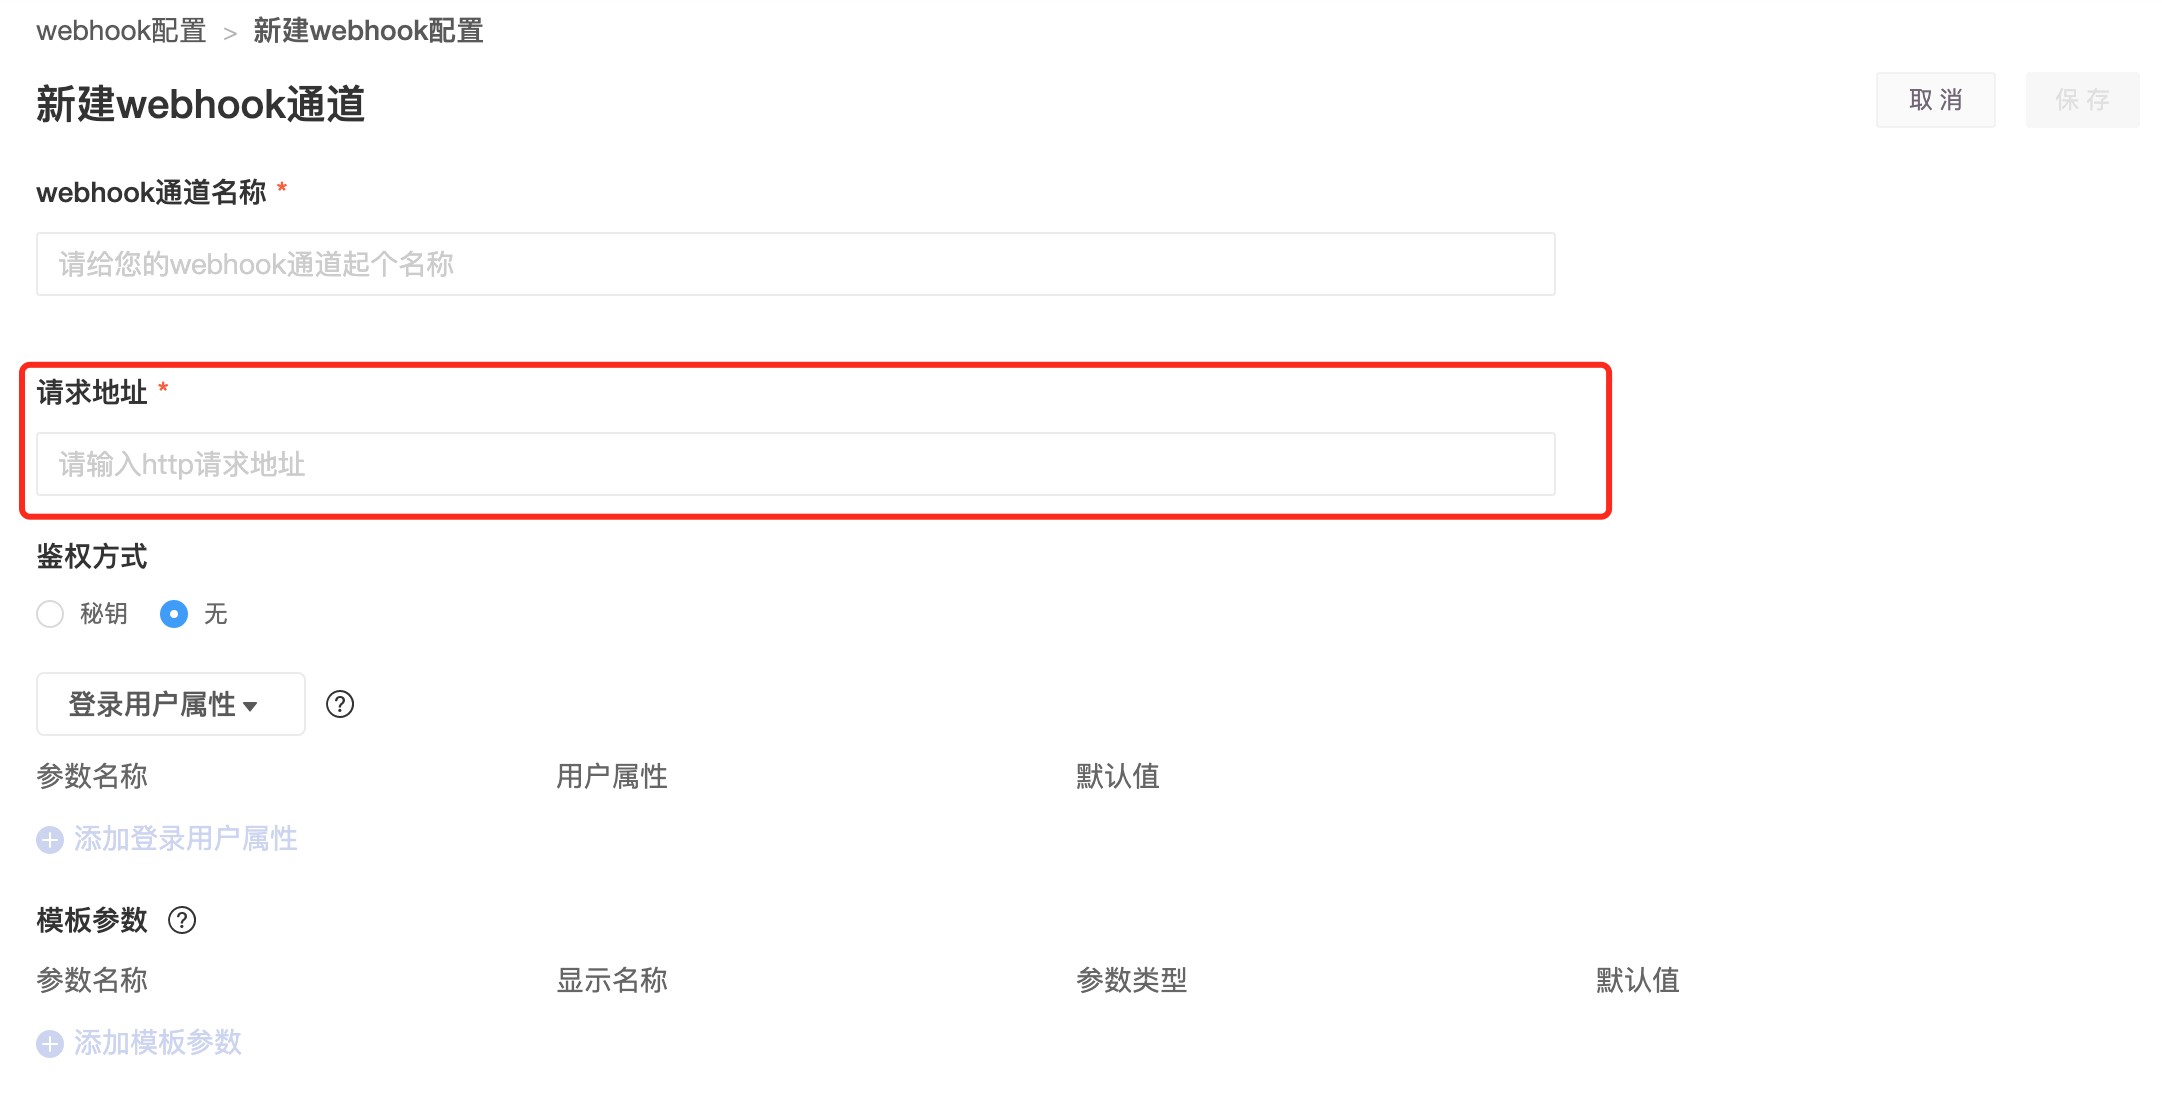 webhook配置 > 新建webhook配置
新建webhook通道
取 消 保 存
webhook通道名称 *
请给您的webhook通道起个名称
请求地址 *
请输入http请求地址
鉴权方式
秘钥 无
登录用户属性 ?
参数名称 用户属性 默认值
添加登录用户属性
模板参数 ?
参数名称 显示名称 参数类型 默认值
添加模板参数